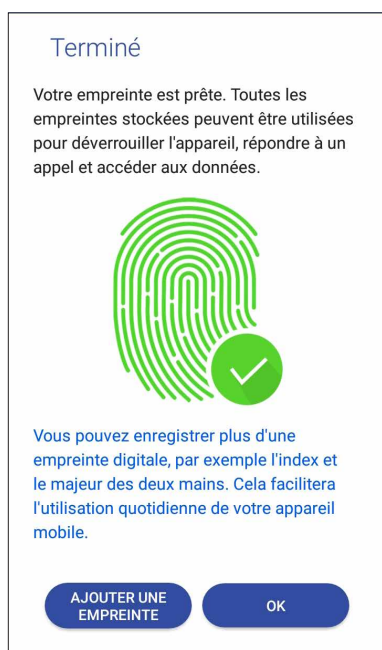 Terminé
Votre empreinte est prête. Toutes les
empreintes stockées peuvent être utilisées
pour déverrouiller l'appareil, répondre à un
appel et accéder aux données.
Vous pouvez enregistrer plus d'une
empreinte digitale, par exemple l'index et
le majeur des deux mains. Cela facilitera
l'utilisation quotidienne de votre appareil
mobile.
AJOUTER UNE
EMPREINTE
OK